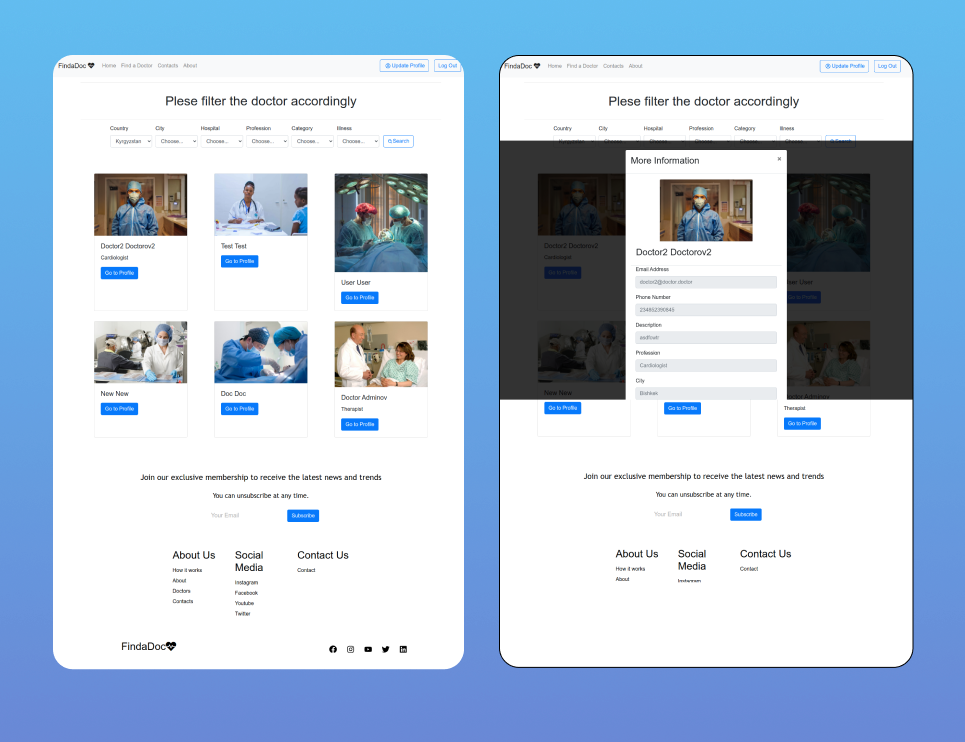 FindaDoc Home Find a Doctor Contacts About Update Profile Log Out
Plese filter the doctor accordingly
Country City Hospital Profession Category Illness
Kyrgyzstan Choose... Choose... Choose... Choose... Choose... Search
Doctor2 Doctorov2
Cardiologist
Go to Profile
Test Test
Go to Profile
User User
Go to Profile
New New
Go to Profile
Doc Doc
Go to Profile
Doctor Adminov
Therapist
Go to Profile
Join our exclusive membership to receive the latest news and trends
You can unsubscribe at any time.
Your Email Subscribe
About Us
How it works
About
Doctors
Contacts
Social
Media
Instagram
Facebook
Youtube
Twitter
Contact Us
Contact
FindaDoc
FindaDoc Home Find a Doctor Contacts About Update Profile Log Out
Plese filter the doctor accordingly
Country City Hospital Profession Category Illness
Kyrgyzstan Choose... Choose... Choose... Choose... Choose... Search
More Information ×
Doctor2 Doctorov2
Email Address
doctor2@doctor.doctor
Phone Number
Description
Profession
Cardiologist
City
Bishkek
Doctor2 Doctorov2
Cardiologist
Go to Profile
User User
Go to Profile
New New
Go to Profile
Go to Profile
Doctor Adminov
Therapist
Go to Profile
Join our exclusive membership to receive the latest news and trends
You can unsubscribe at any time.
Your Email Subscribe
About Us
How it works
About
Social
Media
Instagram
Contact Us
Contact